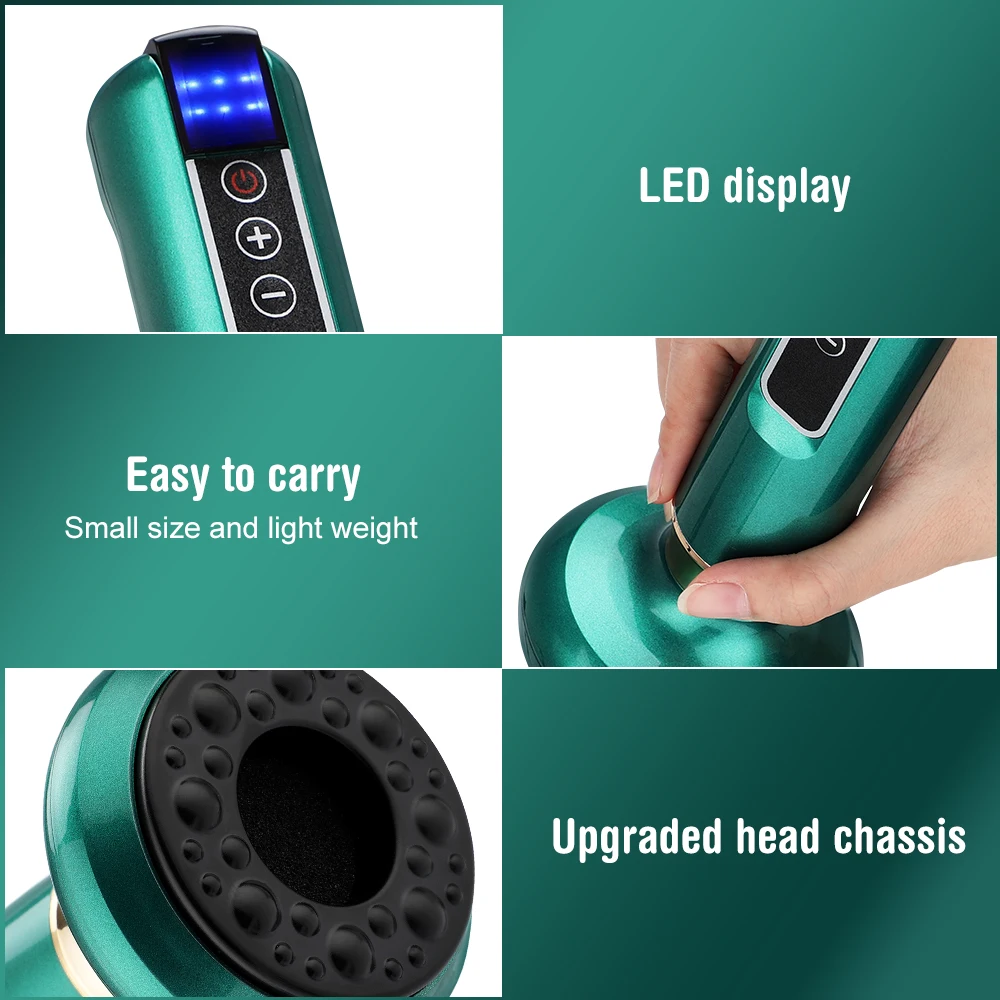 LED display
Easy to carry
Small size and light weight
Upgraded head chassis